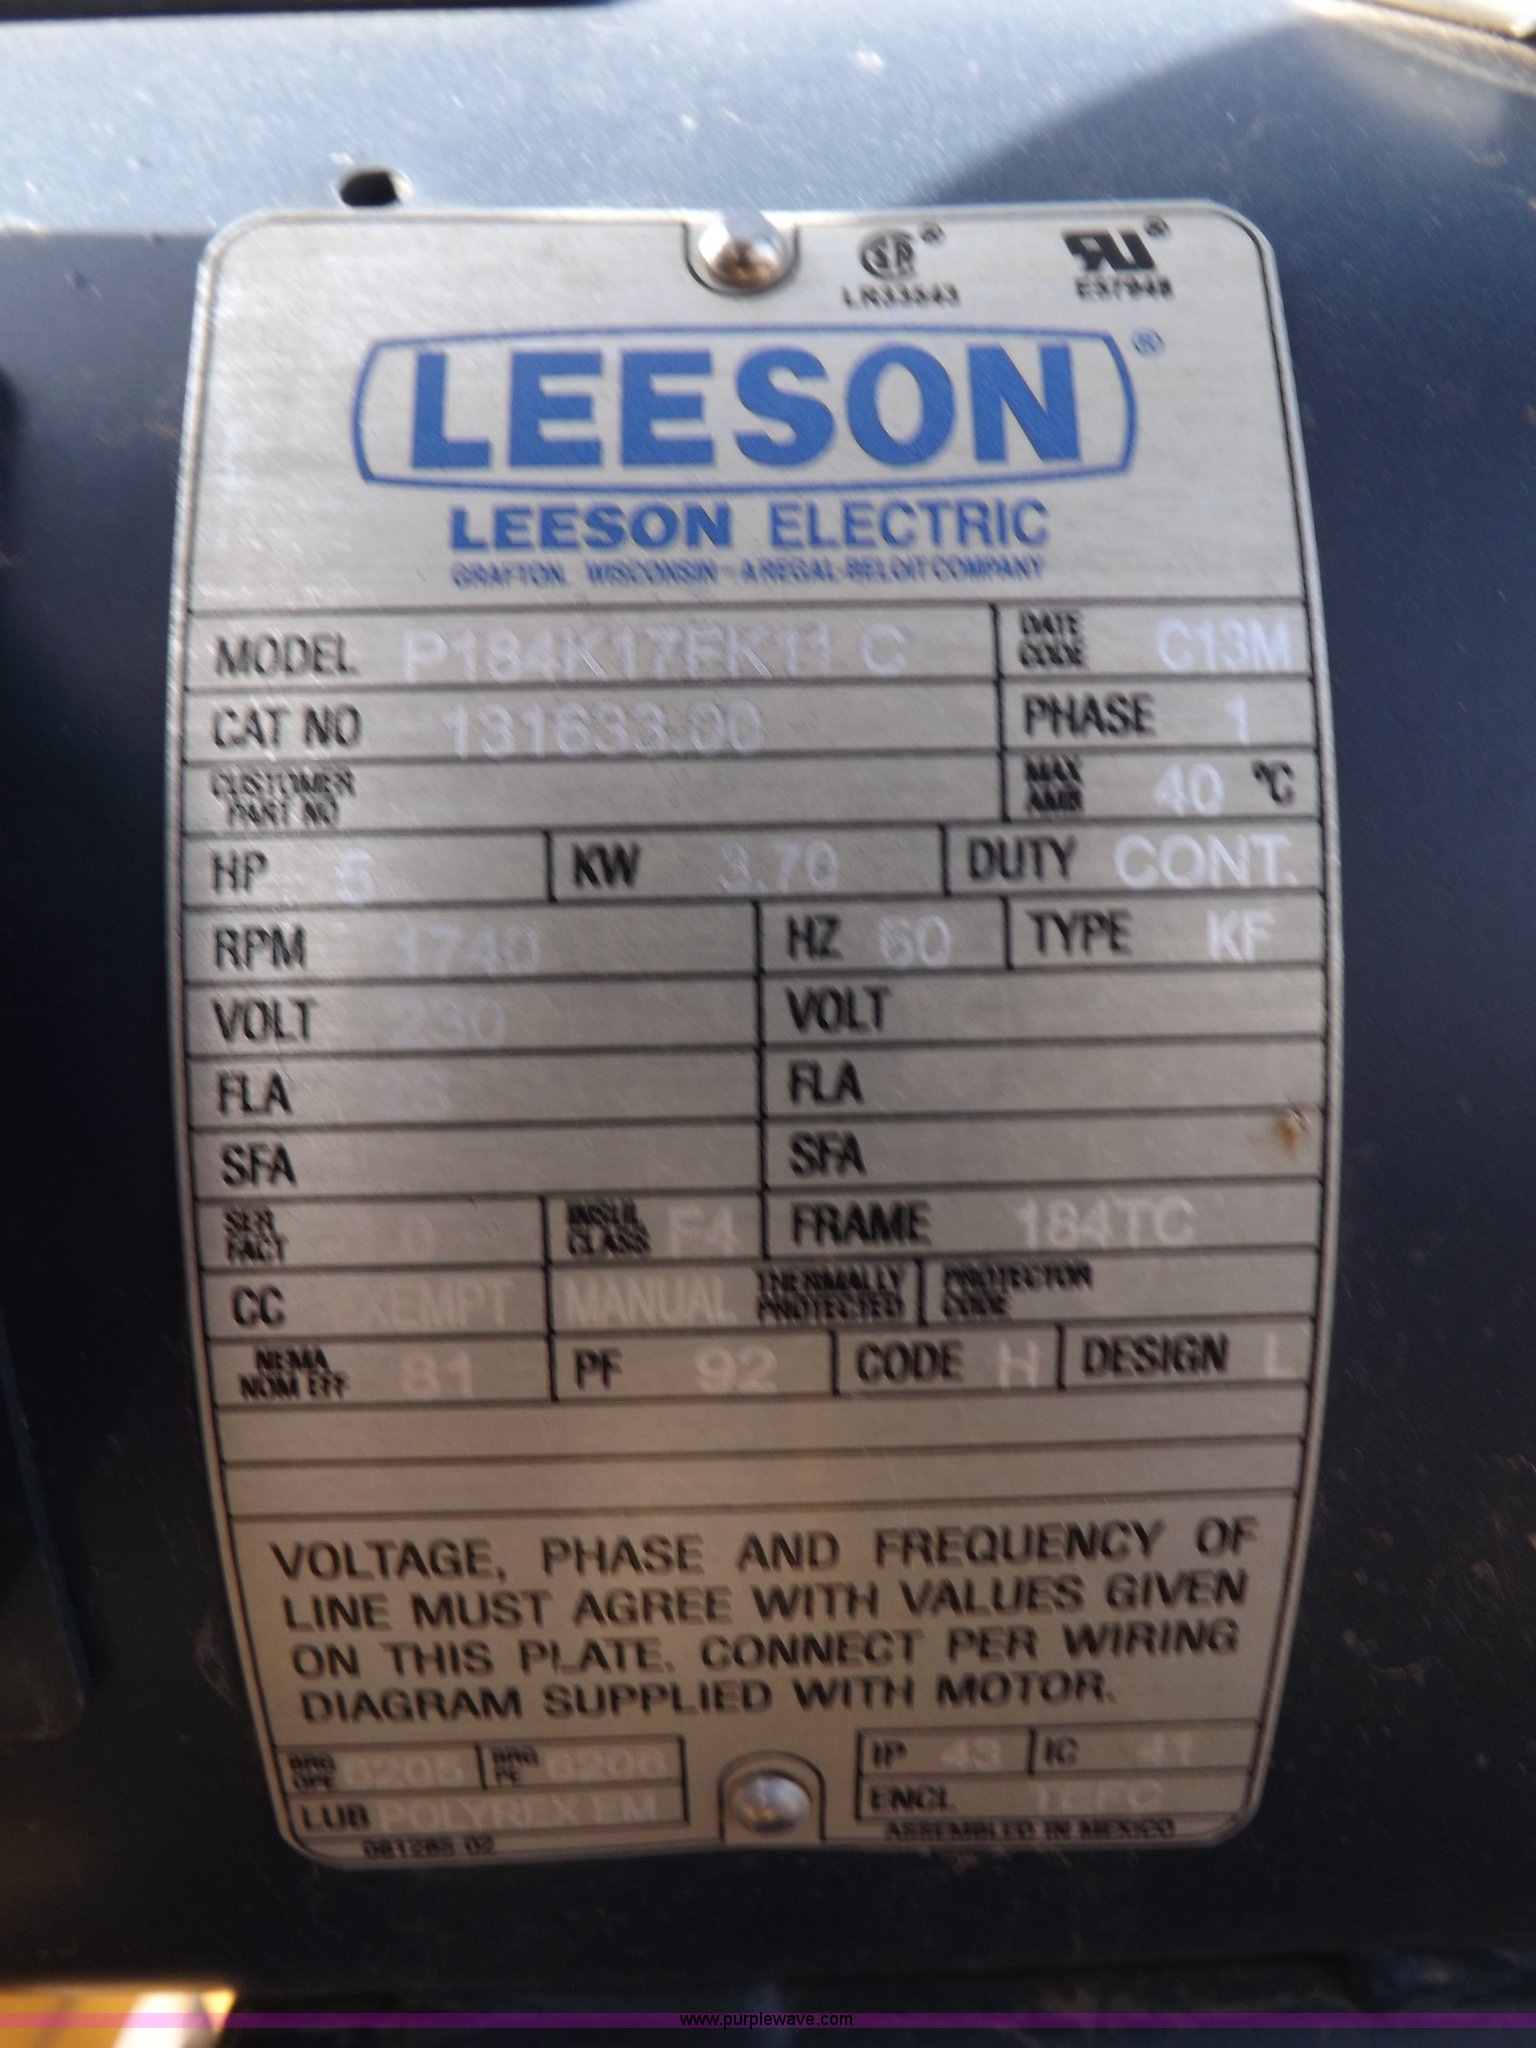 SA ®
LR33543
RU ®
E57948
LEESON ®
LEESON ELECTRIC
GRAFTON, WISCONSIN - A REGAL-BELOIT COMPANY
MODEL P184K17FK11 C DATE CODE C13M
CAT NO 131633.00 PHASE 1
CUSTOMER PART NO MAX AMB 40 °C
HP 5 KW 3.70 DUTY CONT.
RPM 1740 HZ 60 TYPE KF
VOLT 230 VOLT
FLA FLA
SFA SFA
SER FACT .0 INSUL CLASS F4 FRAME 184TC
CC EXEMPT MANUAL THERMALLY PROTECTED PROTECTOR CODE
NEMA NOM EFF 81 PF 92 CODE H DESIGN L
VOLTAGE, PHASE AND FREQUENCY OF
LINE MUST AGREE WITH VALUES GIVEN
ON THIS PLATE. CONNECT PER WIRING
DIAGRAM SUPPLIED WITH MOTOR.
BRG OPE 6205 BRG PE 6206 IP 43 IC 41
LUB POLYREX EM ENCL TEFC
081285 02 ASSEMBLED IN MEXICO
www.purplewave.com